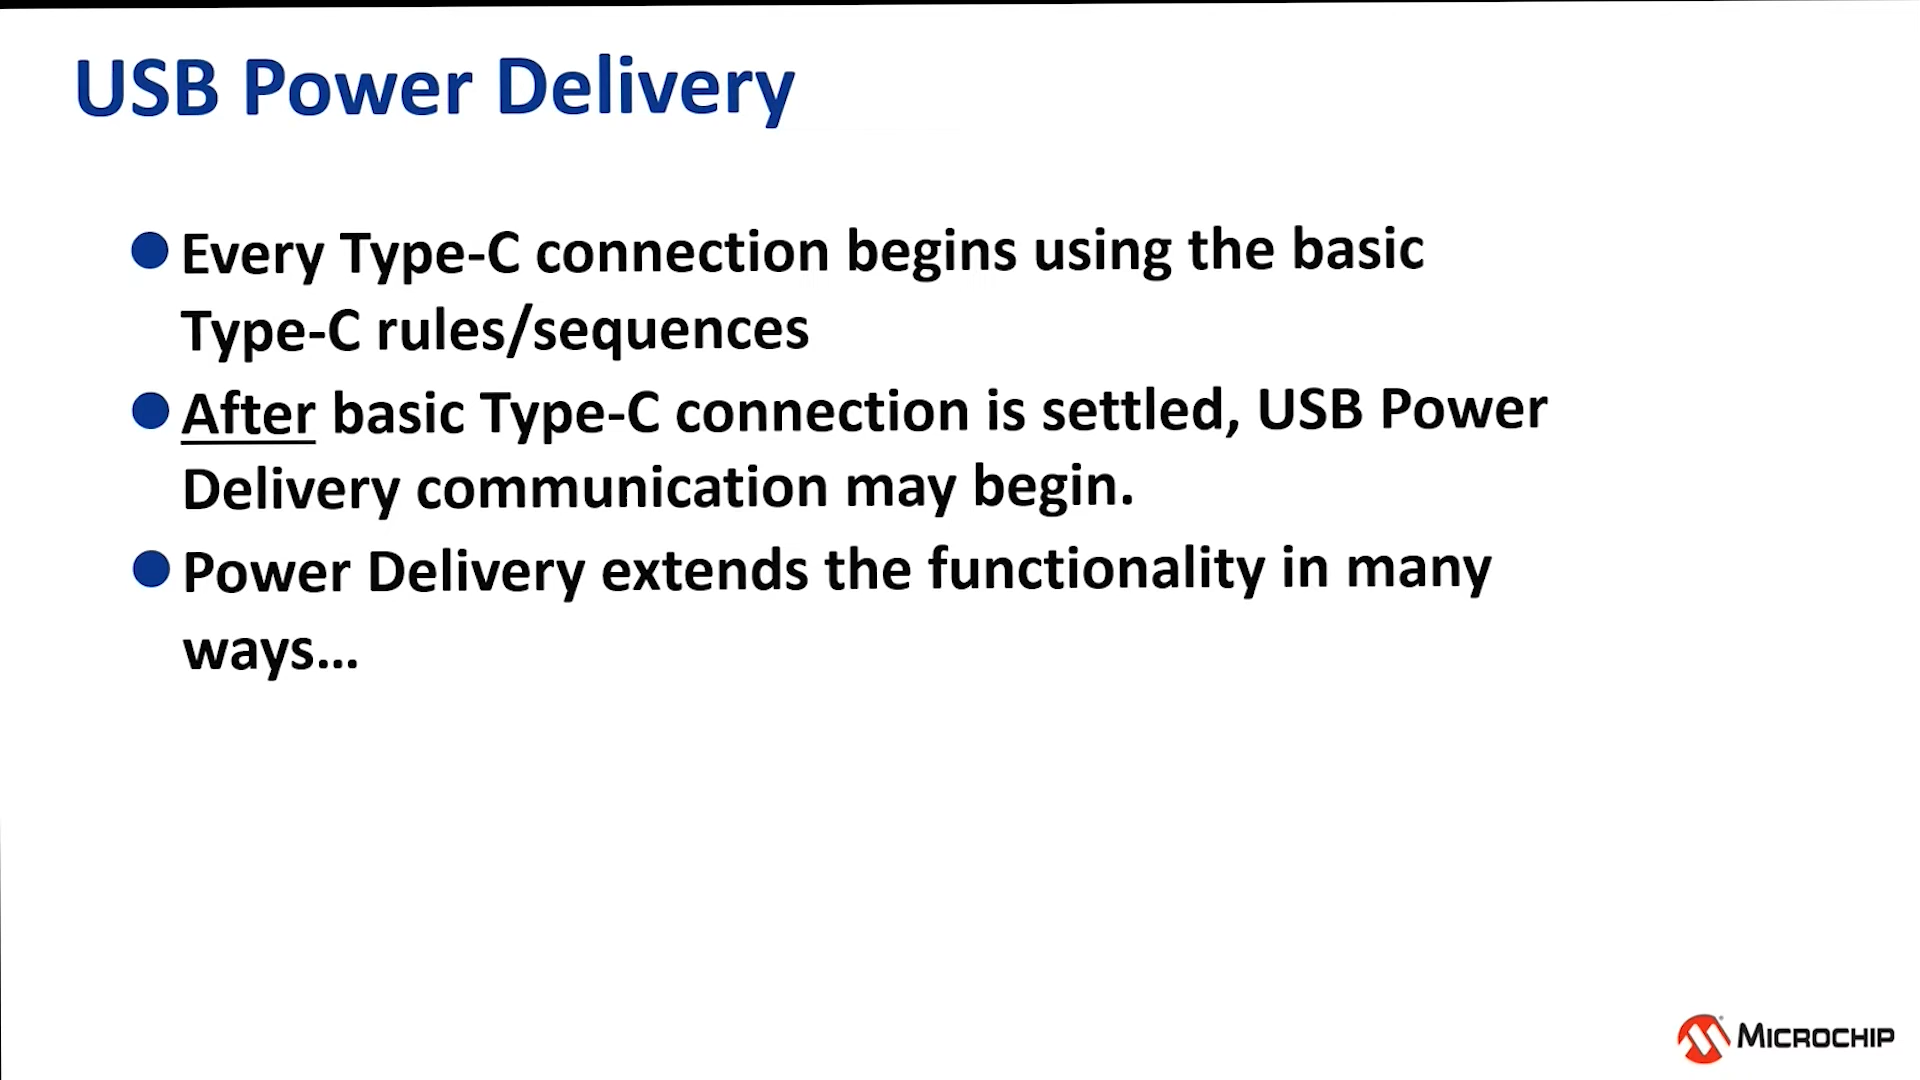 USB Power Delivery
Every Type-C connection begins using the basic
Type-C rules/sequences
After basic Type-C connection is settled, USB Power
Delivery communication may begin.
Power Delivery extends the functionality in many
ways…
MICROCHIP